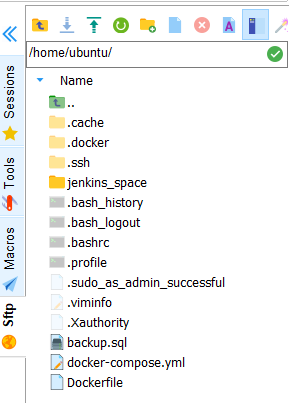 /home/ubuntu/
Name
..
.cache
.docker
.ssh
jenkins_space
.bash_history
.bash_logout
.bashrc
.profile
.sudo_as_admin_successful
.viminfo
.Xauthority
backup.sql
docker-compose.yml
Dockerfile
Sessions
Tools
Macros
Sftp